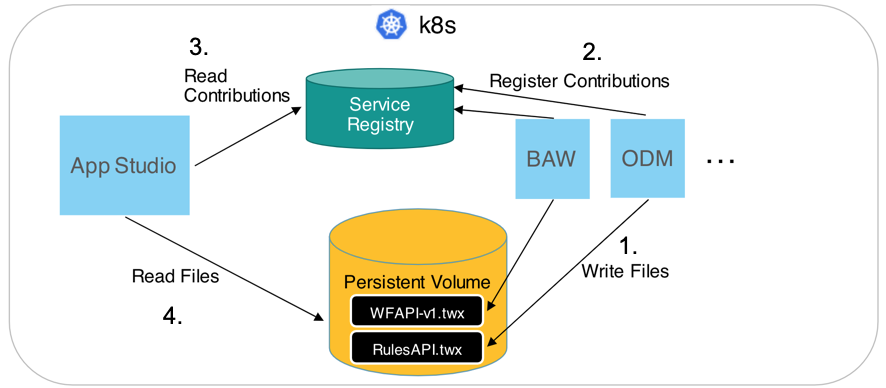 k8s
3.
Read
Contributions
2.
Register Contributions
Service
Registry
App Studio
BAW
ODM
...
1.
Write Files
Read Files
4.
Persistent Volume
WFAPI-v1.twx
RulesAPI.twx